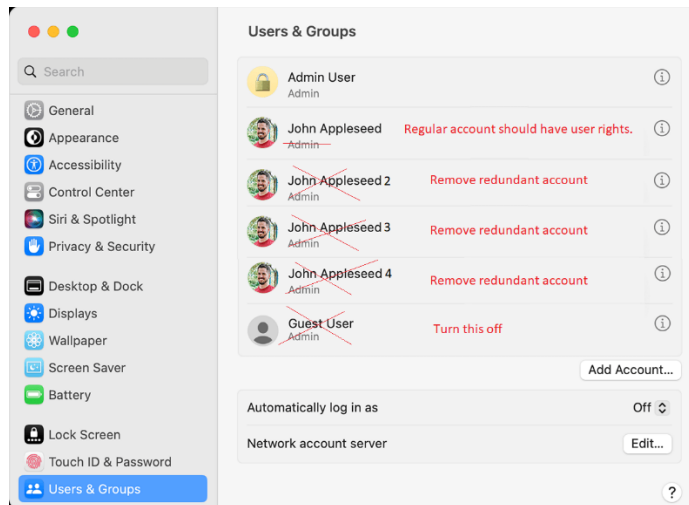 Users & Groups
Search
Admin User
Admin
General
John Appleseed Regular account should have user rights.
Admin
Appearance
Accessibility
John Appleseed 2 Remove redundant account
Admin
Control Center
Siri & Spotlight
John Appleseed 3 Remove redundant account
Admin
Privacy & Security
John Appleseed 4 Remove redundant account
Admin
Desktop & Dock
Displays
Guest User Turn this off
Admin
Wallpaper
Screen Saver
Add Account...
Battery
Automatically log in as Off
Lock Screen
Network account server Edit...
Touch ID & Password
Users & Groups
?